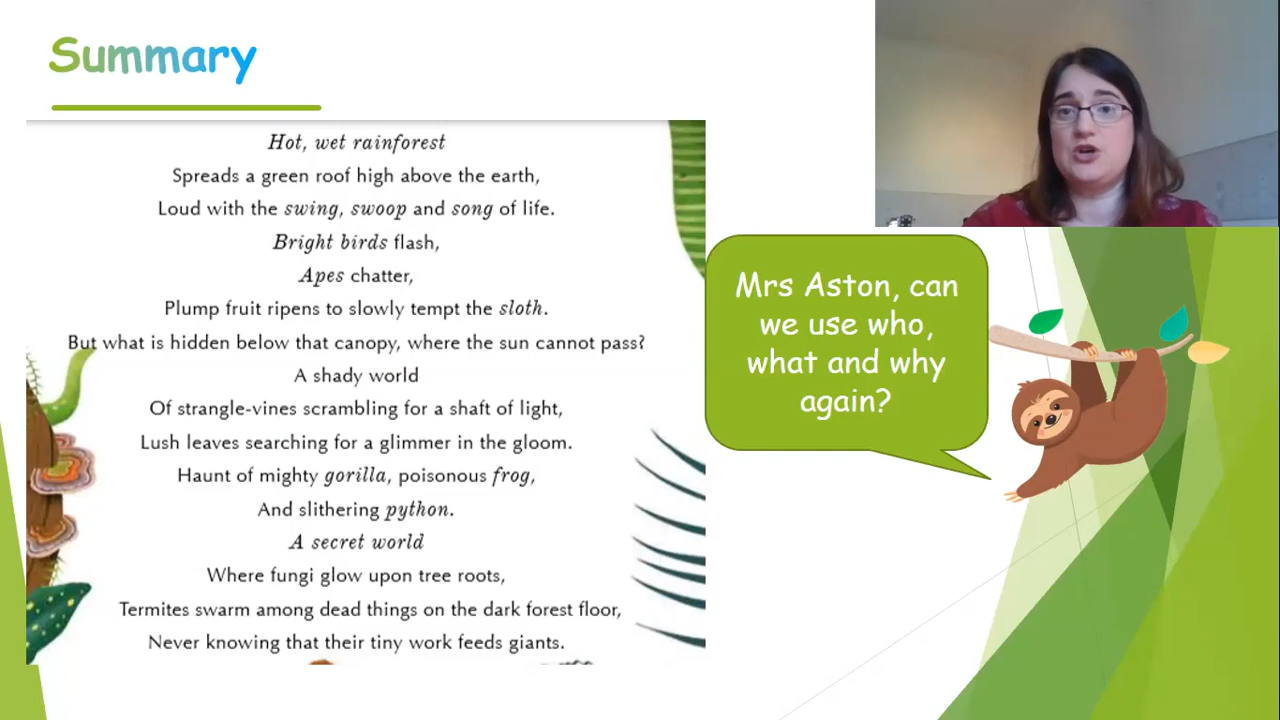 Summary
Hot, wet rainforest
Spreads a green roof high above the earth,
Loud with the swing, swoop and song of life.
Bright birds flash,
Apes chatter,
Plump fruit ripens to slowly tempt the sloth.
But what is hidden below that canopy, where the sun cannot pass?
A shady world
Of strangle-vines scrambling for a shaft of light,
Lush leaves searching for a glimmer in the gloom.
Haunt of mighty gorilla, poisonous frog,
And slithering python.
A secret world
Where fungi glow upon tree roots,
Termites swarm among dead things on the dark forest floor,
Never knowing that their tiny work feeds giants.
Mrs Aston, can
we use who,
what and why
again?